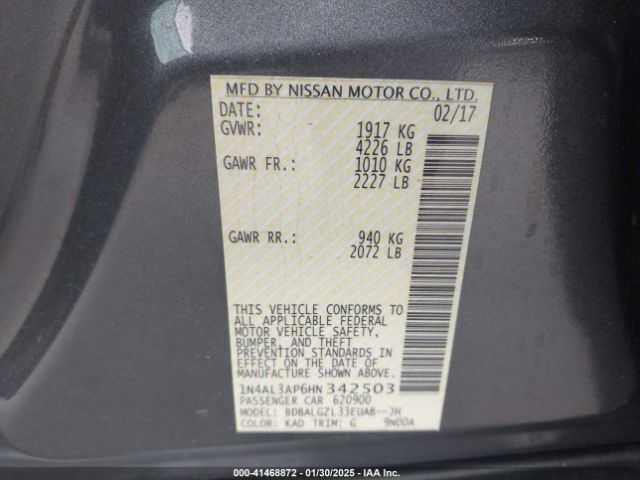 MFD BY NISSAN MOTOR CO., LTD.
DATE: 02/17
GVWR: 1917 KG
4226 LB
GAWR FR.: 1010 KG
2227 LB
GAWR RR.: 940 KG
2072 LB
THIS VEHICLE CONFORMS TO
ALL APPLICABLE FEDERAL
MOTOR VEHICLE SAFETY,
BUMPER, AND THEFT
PREVENTION STANDARDS IN
EFFECT ON THE DATE OF
MANUFACTURE SHOWN ABOVE.
1N4AL3AP6HN342503
PASSENGER CAR 620900
MODEL: BDBALGZL33EUAB--JH
COLOR: KAD TRIM: G 9N00A
000-41468872 / 01/30/2025 - IAA Inc.